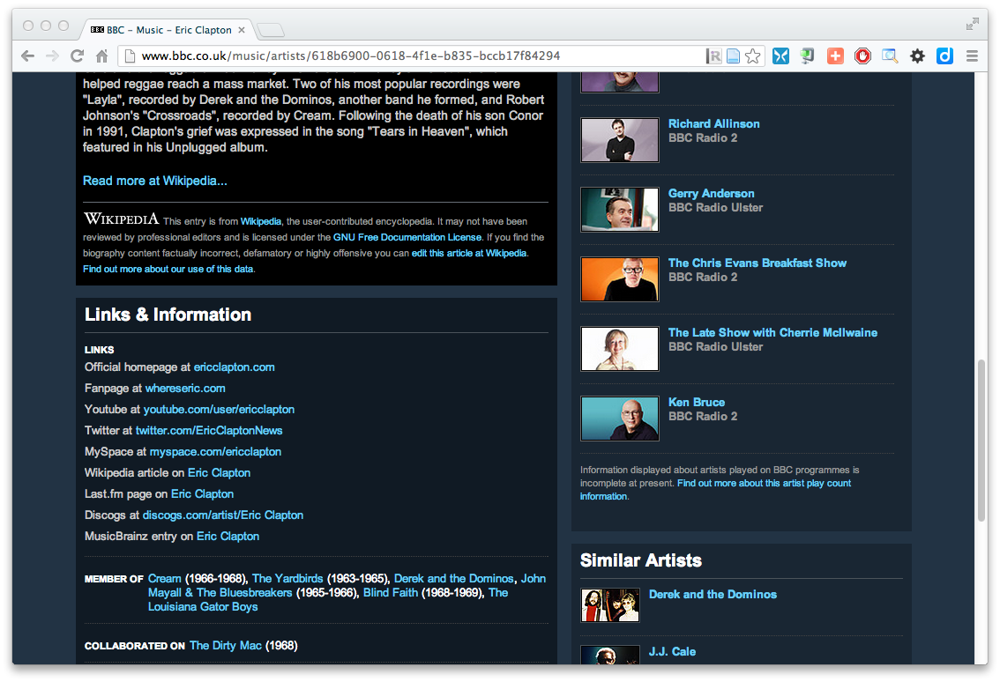 BBC BBC – Music – Eric Clapton
www.bbc.co.uk/music/artists/618b6900-0618-4f1e-b835-bccb17f84294
helped reggae reach a mass market. Two of his most popular recordings were
"Layla", recorded by Derek and the Dominos, another band he formed, and Robert
Johnson's "Crossroads", recorded by Cream. Following the death of his son Conor
in 1991, Clapton's grief was expressed in the song "Tears in Heaven", which
featured in his Unplugged album.
Read more at Wikipedia...
WIKIPEDIA This entry is from Wikipedia, the user-contributed encyclopedia. It may not have been
reviewed by professional editors and is licensed under the GNU Free Documentation License. If you find the
biography content factually incorrect, defamatory or highly offensive you can edit this article at Wikipedia.
Find out more about our use of this data.
Links & Information
LINKS
Official homepage at ericclapton.com
Fanpage at whereseric.com
Youtube at youtube.com/user/ericclapton
Twitter at twitter.com/EricClaptonNews
MySpace at myspace.com/ericclapton
Wikipedia article on Eric Clapton
Last.fm page on Eric Clapton
Discogs at discogs.com/artist/Eric Clapton
MusicBrainz entry on Eric Clapton
MEMBER OF Cream (1966-1968), The Yardbirds (1963-1965), Derek and the Dominos, John
Mayall & The Bluesbreakers (1965-1966), Blind Faith (1968-1969), The
Louisiana Gator Boys
COLLABORATED ON The Dirty Mac (1968)
Richard Allinson
BBC Radio 2
Gerry Anderson
BBC Radio Ulster
The Chris Evans Breakfast Show
BBC Radio 2
The Late Show with Cherrie McIlwaine
BBC Radio Ulster
Ken Bruce
BBC Radio 2
Information displayed about artists played on BBC programmes is
incomplete at present. Find out more about this artist play count
information.
Similar Artists
Derek and the Dominos
J.J. Cale